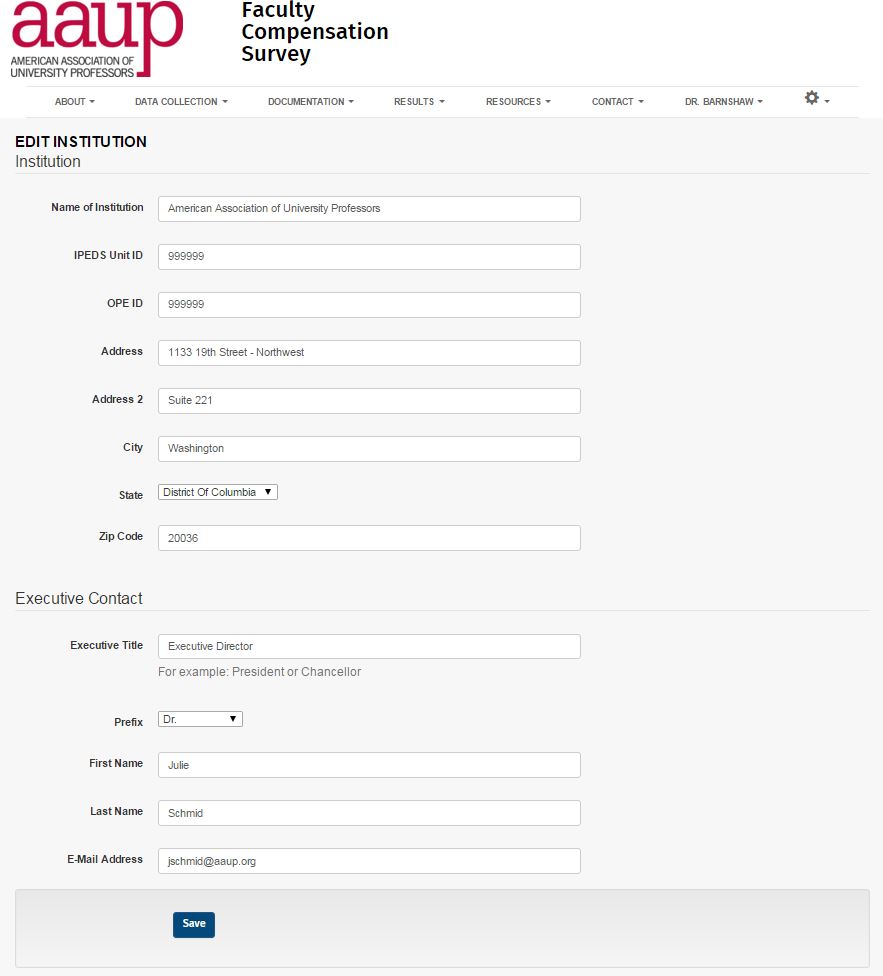 aaup
AMERICAN ASSOCIATION OF
UNIVERSITY PROFESSORS
Faculty
Compensation
Survey
ABOUT DATA COLLECTION DOCUMENTATION RESULTS RESOURCES CONTACT DR. BARNSHAW
EDIT INSTITUTION
Institution
Name of Institution American Association of University Professors
IPEDS Unit ID 999999
OPE ID 999999
Address 1133 19th Street - Northwest
Address 2 Suite 221
City Washington
State District Of Columbia
Zip Code 20036
Executive Contact
Executive Title Executive Director
For example: President or Chancellor
Prefix Dr.
First Name Julie
Last Name Schmid
E-Mail Address jschmid@aaup.org
Save